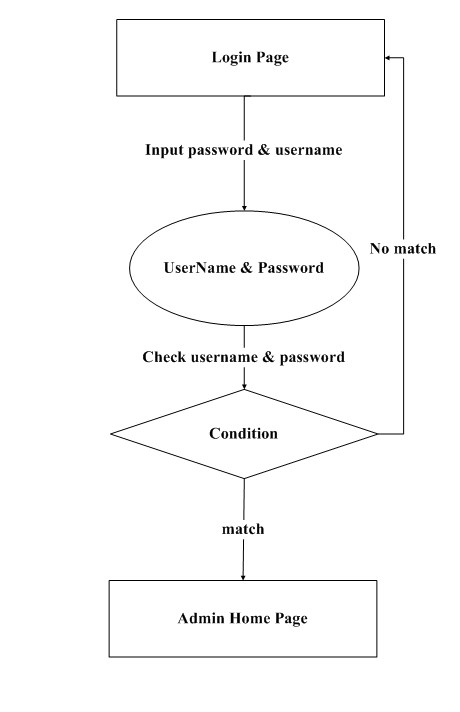 Login Page
Input password & username
UserName & Password
No match
Check username & password
Condition
match
Admin Home Page